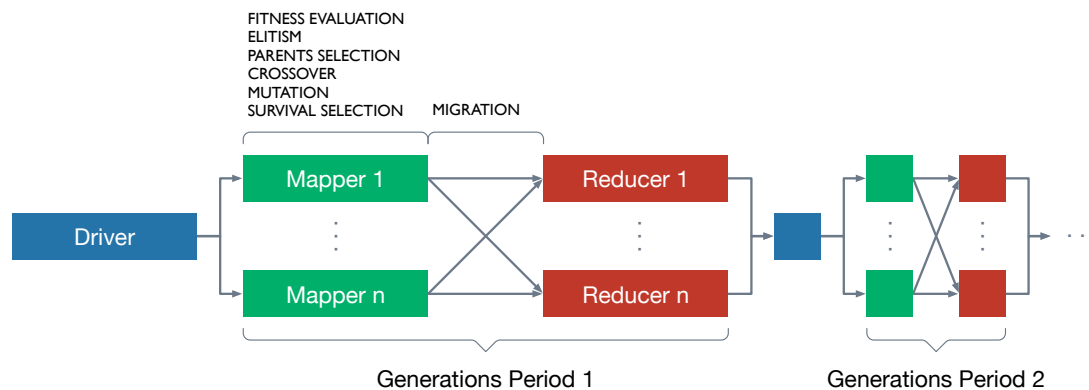 FITNESS EVALUATION
ELITISM
PARENTS SELECTION
CROSSOVER
MUTATION
SURVIVAL SELECTION
MIGRATION
Mapper 1
Reducer 1
Driver
Mapper n
Reducer n
Generations Period 1
Generations Period 2